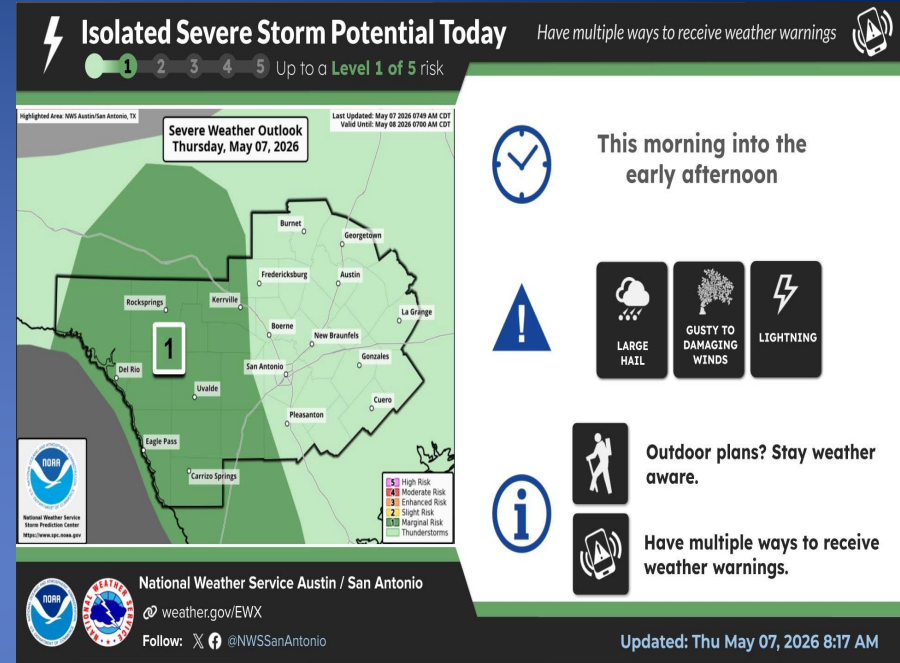 Isolated Severe Storm Potential Today
Have multiple ways to receive weather warnings
1 2 3 4 5 Up to a Level 1 of 5 risk
Highlighted Area: NWS Austin/San Antonio, TX
Last Updated: May 07 2026 0749 AM CDT
Valid Until: May 08 2026 0700 AM CDT
Severe Weather Outlook
Thursday, May 07, 2026
Burnet
Georgetown
Fredericksburg
Austin
Rocksprings
Kerrville
La Grange
Boerne
New Braunfels
1
Gonzales
San Antonio
Del Rio
Uvalde
Cuero
Pleasanton
Eagle Pass
Carrizo Springs
NOAA
National Weather Service
Storm Prediction Center
https://www.spc.noaa.gov
5 High Risk
4 Moderate Risk
3 Enhanced Risk
2 Slight Risk
1 Marginal Risk
Thunderstorms
This morning into the
early afternoon
LARGE
HAIL
GUSTY TO
DAMAGING
WINDS
LIGHTNING
Outdoor plans? Stay weather
aware.
Have multiple ways to receive
weather warnings.
NOAA
NATIONAL WEATHER SERVICE
National Weather Service Austin / San Antonio
weather.gov/EWX
Follow: @NWSSanAntonio
Updated: Thu May 07, 2026 8:17 AM